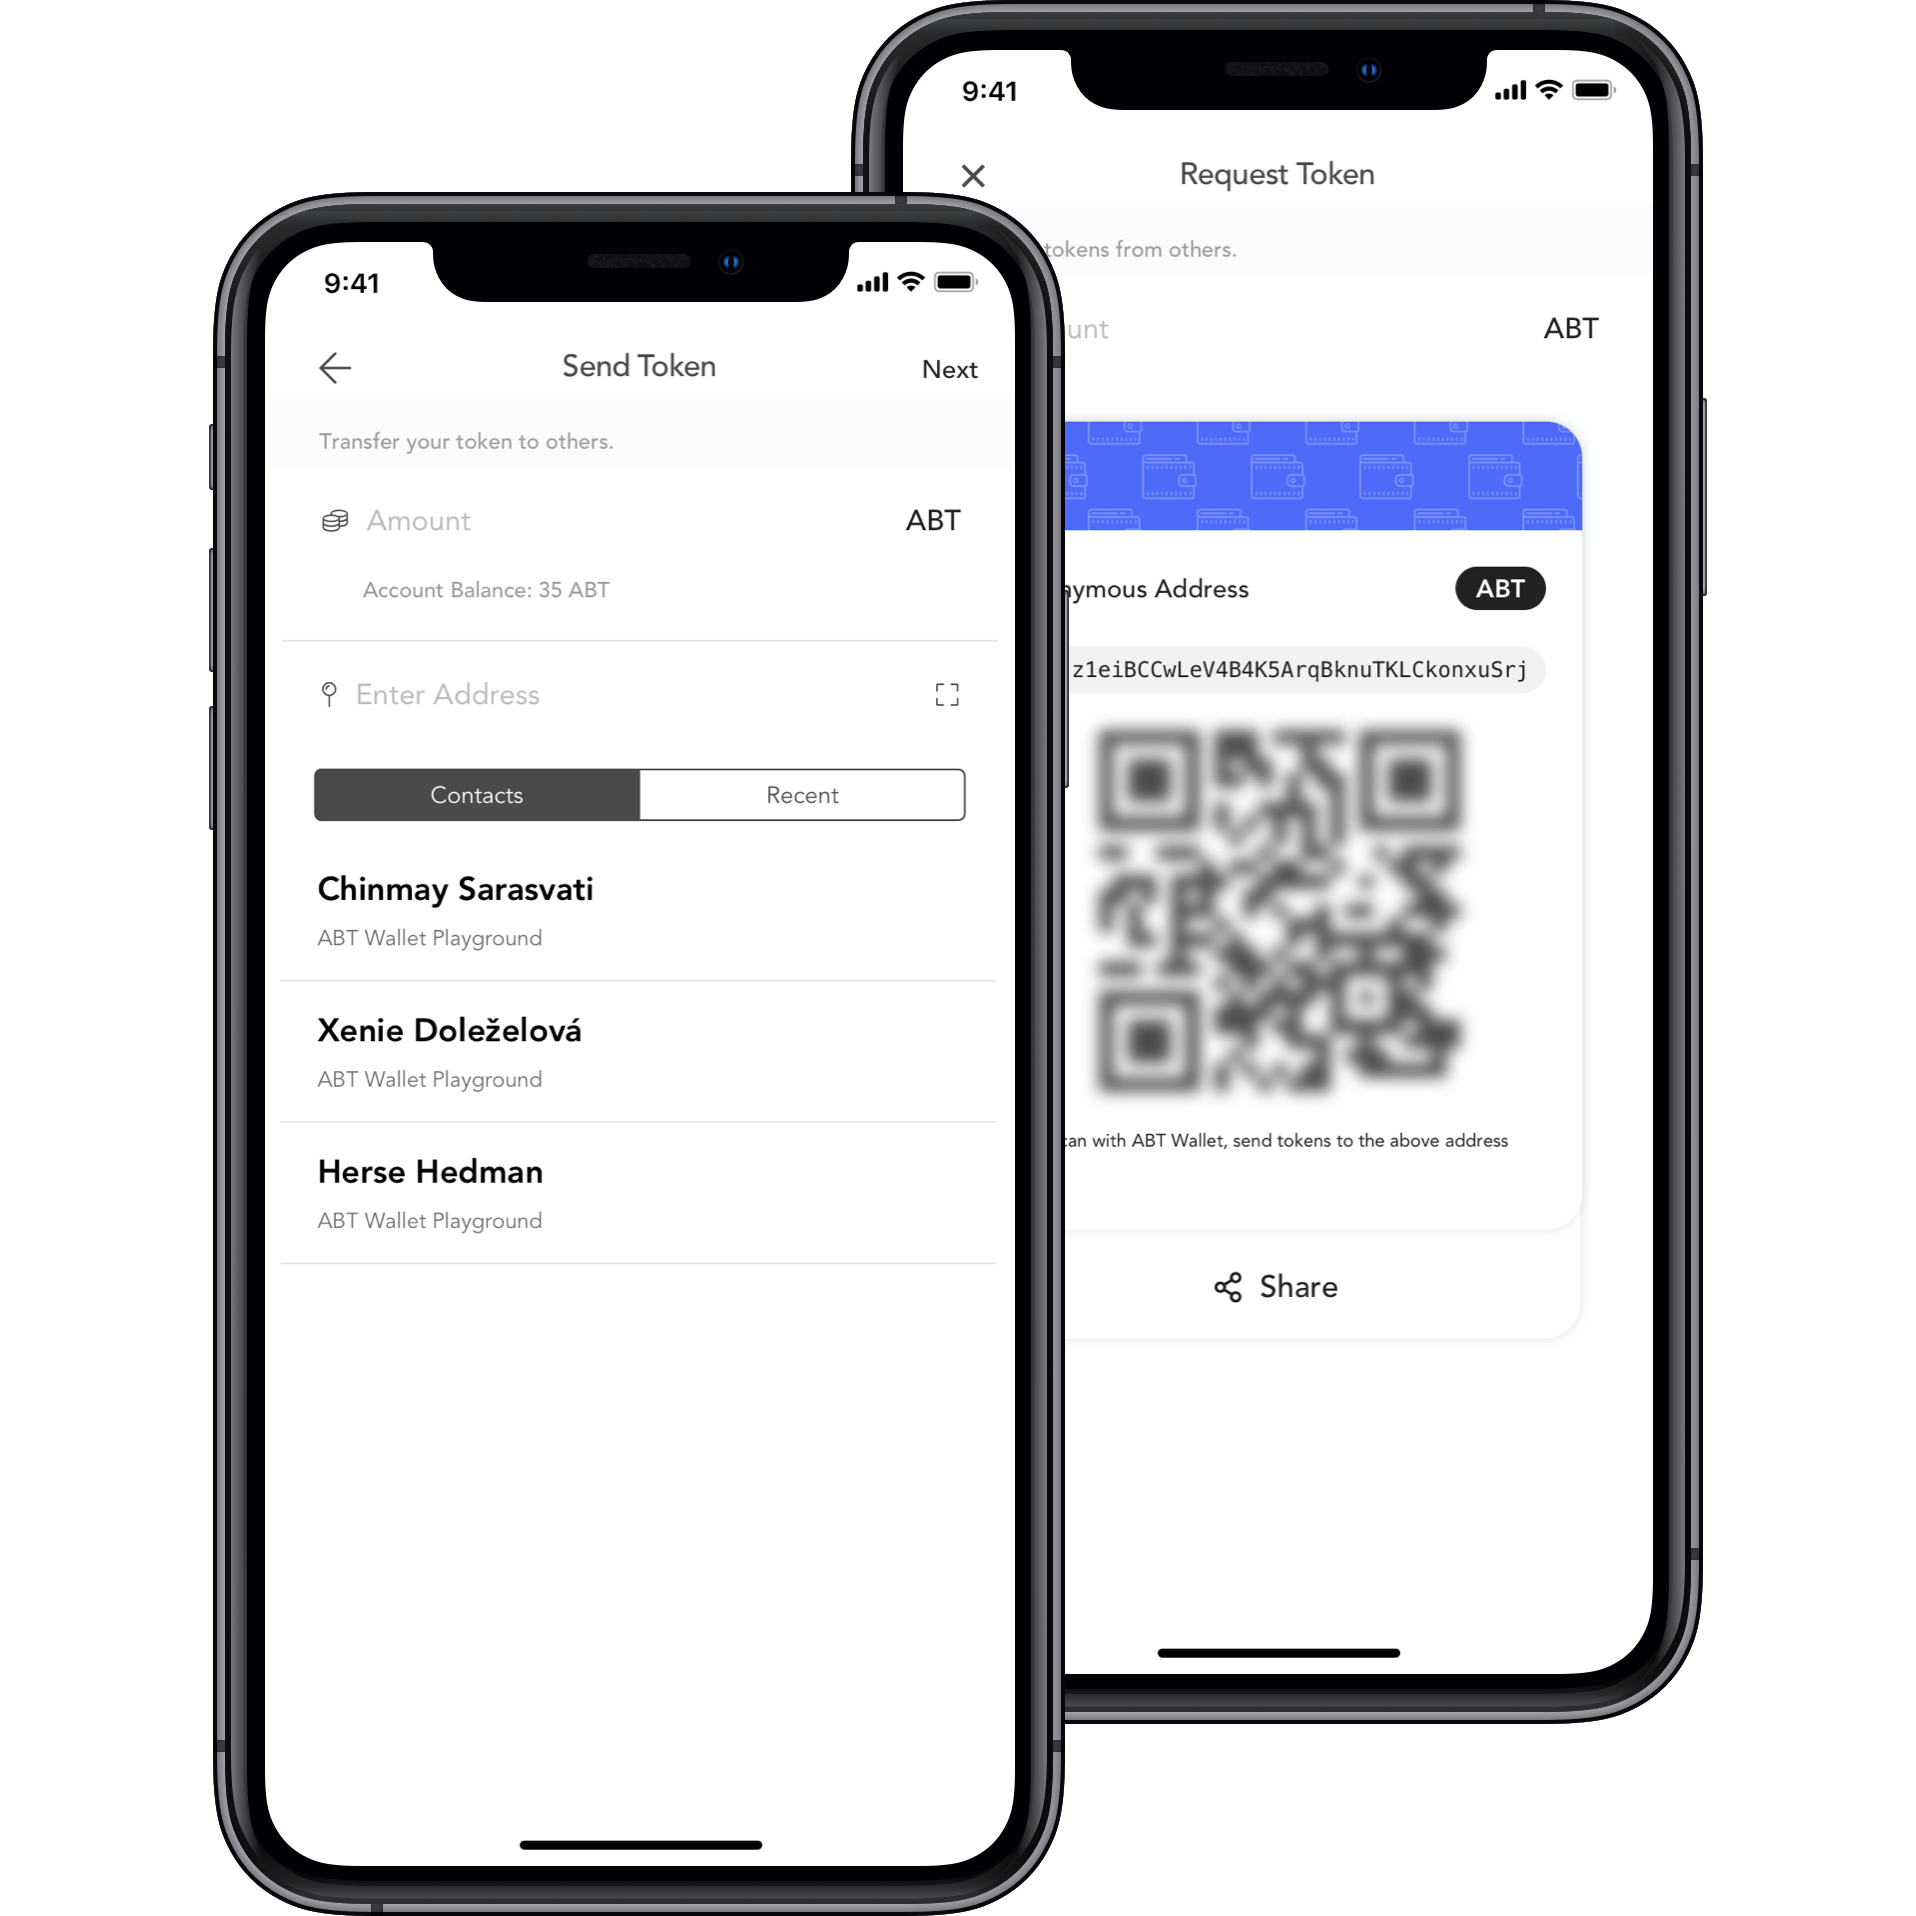 9:41
Send Token
Next
Transfer your token to others.
Amount
ABT
Account Balance: 35 ABT
Enter Address
Contacts
Recent
Chinmay Sarasvati
ABT Wallet Playground
Xenie Doleželová
ABT Wallet Playground
Herse Hedman
ABT Wallet Playground
9:41
Request Token
tokens from others.
unt
ABT
nymous Address
ABT
z1eiBCCwLeV4B4K5ArqBknuTKLCkonxuSrj
can with ABT Wallet, send tokens to the above address
Share